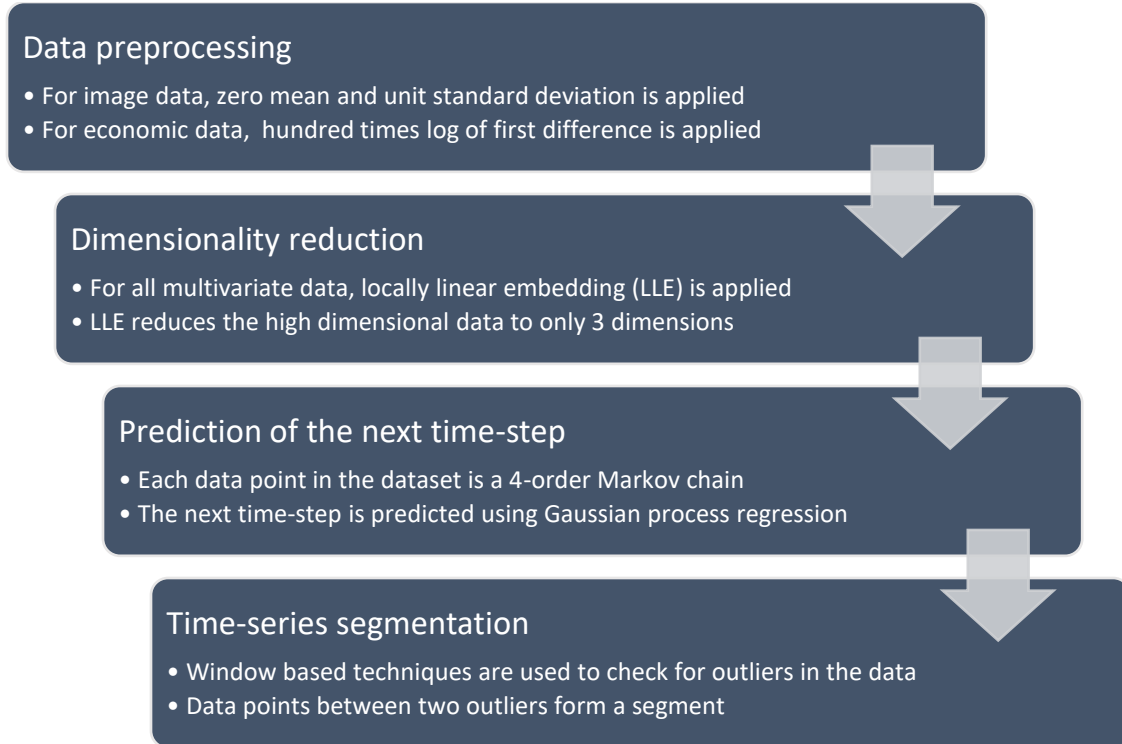 Data preprocessing
• For image data, zero mean and unit standard deviation is applied
• For economic data, hundred times log of first difference is applied
Dimensionality reduction
• For all multivariate data, locally linear embedding (LLE) is applied
• LLE reduces the high dimensional data to only 3 dimensions
Prediction of the next time-step
• Each data point in the dataset is a 4-order Markov chain
• The next time-step is predicted using Gaussian process regression
Time-series segmentation
• Window based techniques are used to check for outliers in the data
• Data points between two outliers form a segment